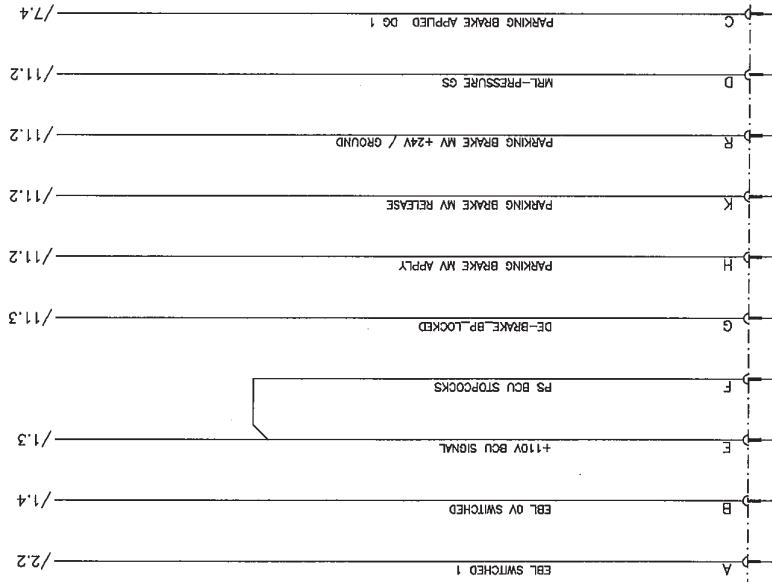 A EBL SWITCHED 1 /2.2
B EBL 0V SWITCHED /1.4
E +110V BCU SIGNAL /1.3
F PS BCU STOPCOCKS
G DE-BRAKE_BP_LOCKED /11.3
H PARKING BRAKE MV APPLY /11.2
K PARKING BRAKE MV RELEASE /11.2
R PARKING BRAKE MV +24V / GROUND /11.2
D MRL-PRESSURE GS /11.2
C PARKING BRAKE APPLIED DG 1 /7.4